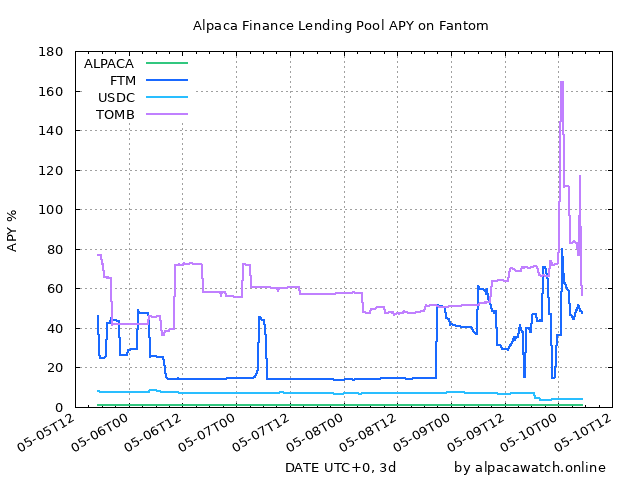 Alpaca Finance Lending Pool APY on Fantom
APY %
180
160
140
120
100
80
60
40
20
0
ALPACA
FTM
USDC
TOMB
05-05T12
05-06T00
05-06T12
05-07T00
05-07T12
05-08T00
05-08T12
05-09T00
05-09T12
05-10T00
05-10T12
DATE UTC+0, 3d
by alpacawatch.online